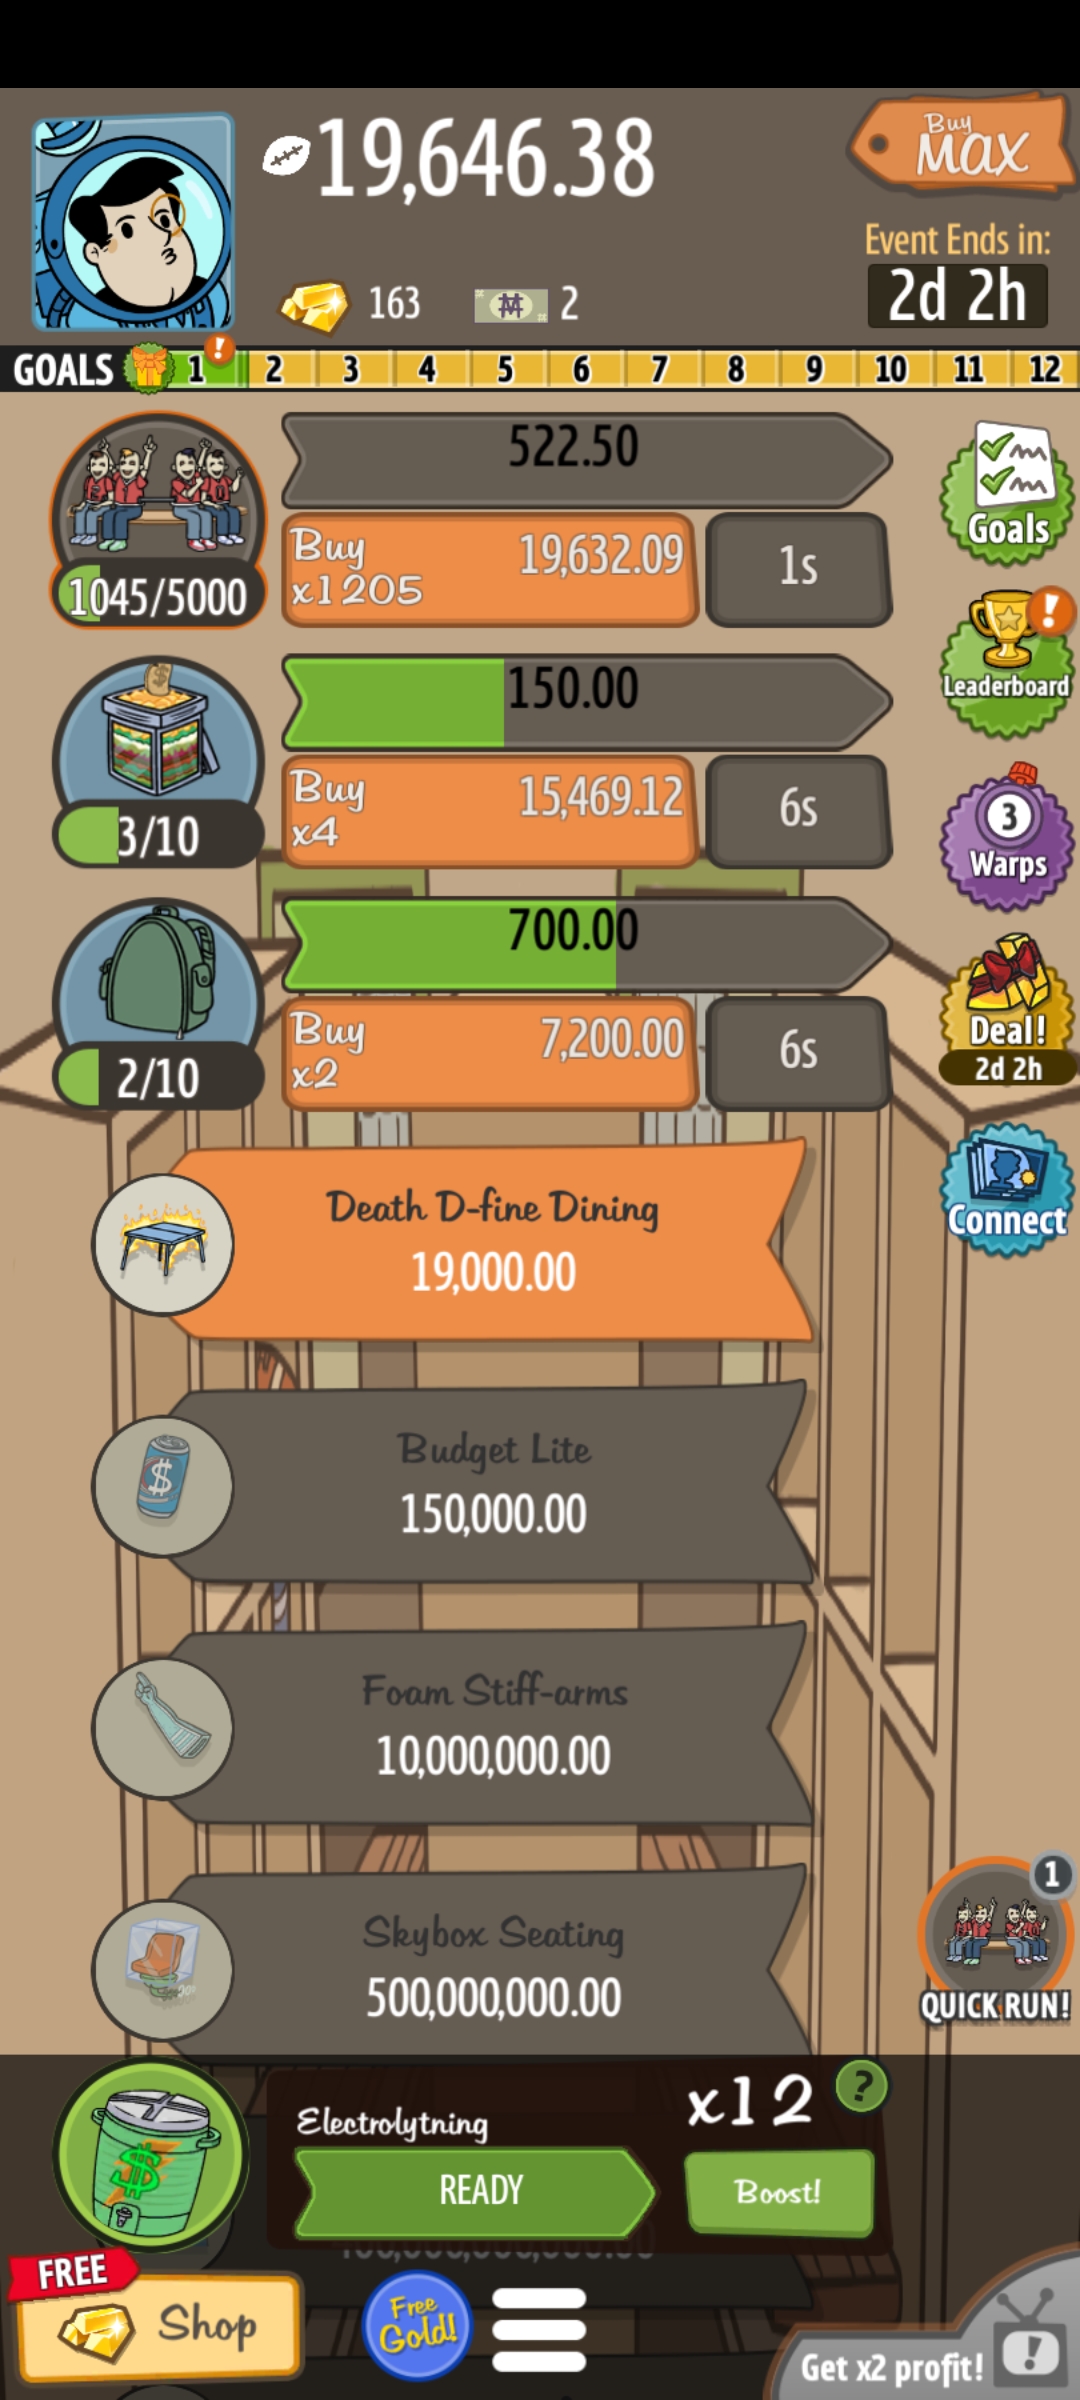 19,646.38
Buy
MAX
Event Ends in:
2d 2h
163
2
GOALS 1 ! 2 3 4 5 6 7 8 9 10 11 12
522.50
Buy
x1205
19,632.09
1s
1045/5000
Goals
150.00
Buy
x4
15,469.12
6s
3/10
!
Leaderboard
3
Warps
700.00
Buy
x2
7,200.00
6s
2/10
Deal!
2d 2h
Death D-fine Dining
19,000.00
Connect
Budget Lite
150,000.00
Foam Stiff-arms
10,000,000.00
Skybox Seating
500,000,000.00
1
QUICK RUN!
Electrolytning
x12
?
READY
Boost!
FREE
Shop
Free
Gold!
Get x2 profit!
!